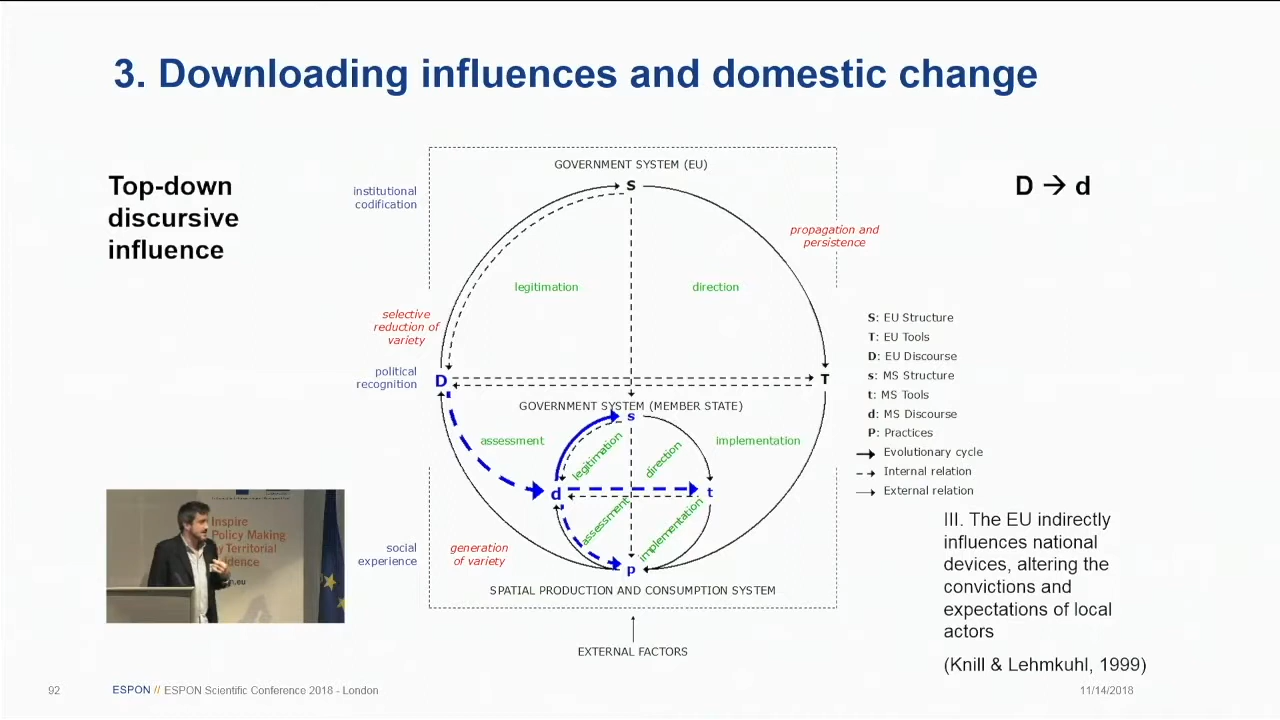 3. Downloading influences and domestic change
Top-down
discursive
influence
D → d
GOVERNMENT SYSTEM (EU)
S
institutional
codification
propagation and
persistence
legitimation
direction
selective
reduction of
variety
political
recognition
D
T
S: EU Structure
T: EU Tools
D: EU Discourse
s: MS Structure
t: MS Tools
d: MS Discourse
P: Practices
Evolutionary cycle
Internal relation
External relation
GOVERNMENT SYSTEM (MEMBER STATE)
s
assessment
legitimation
direction
implementation
d
t
assessment
implementation
social
experience
generation
of variety
p
SPATIAL PRODUCTION AND CONSUMPTION SYSTEM
EXTERNAL FACTORS
III. The EU indirectly
influences national
devices, altering the
convictions and
expectations of local
actors
(Knill & Lehmkuhl, 1999)
Inspire
Policy Making
Territorial
92
ESPON // ESPON Scientific Conference 2018 - London
11/14/2018